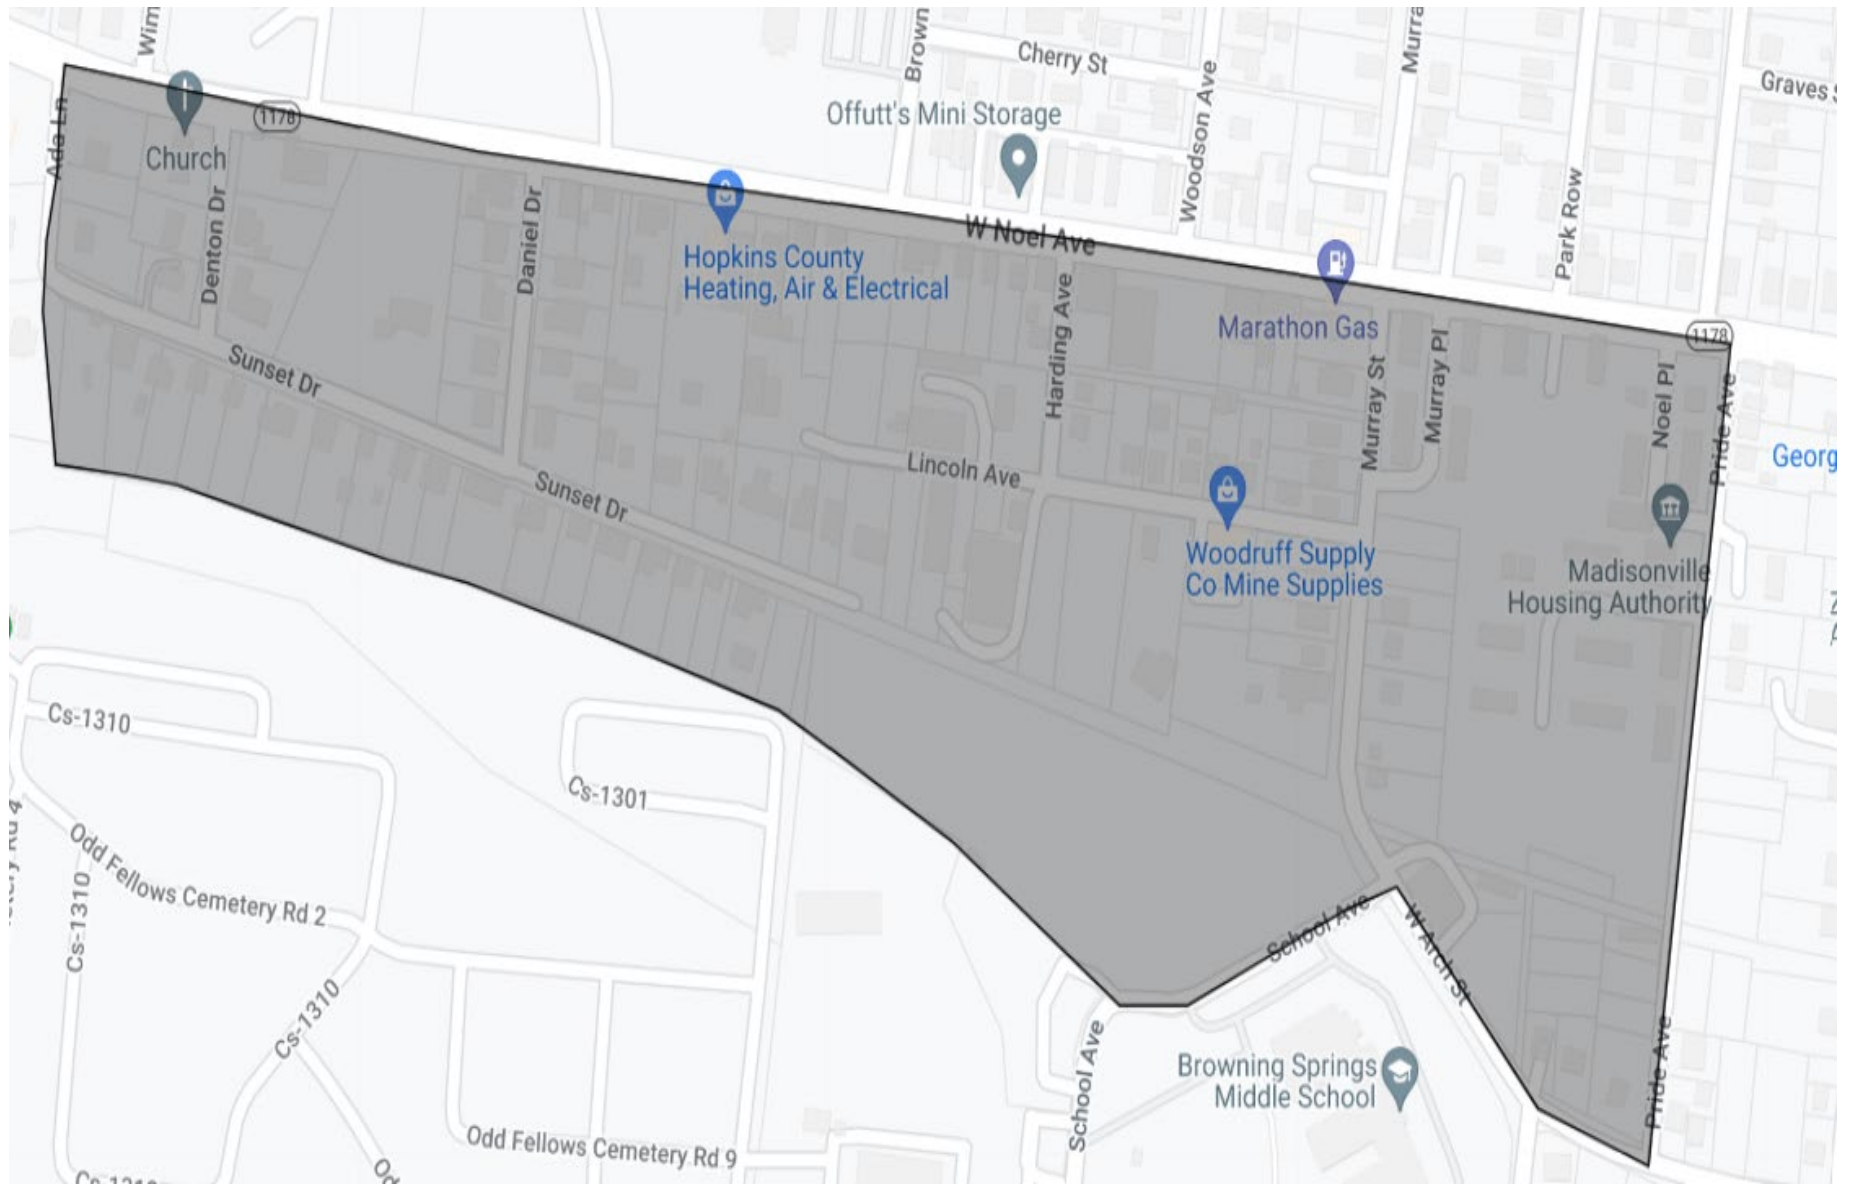 Wim
Brown
Cherry St
Murra
Graves
Ada Ln
1178
Church
Offutt's Mini Storage
Woodson Ave
Park Row
Denton Dr
Daniel Dr
W Noel Ave
Hopkins County
Heating, Air & Electrical
Harding Ave
Marathon Gas
1178
Murray St
Murray Pl
Noel Pl
Pride Ave
Sunset Dr
Georg
Lincoln Ave
Sunset Dr
Woodruff Supply
Co Mine Supplies
Madisonville
Housing Authority
Cs-1310
Cs-1301
Odd Fellows Cemetery Rd 2
Cs-1310
School Ave
W Arch St
Cs-1310
School Ave
Browning Springs
Middle School
Pride Ave
Odd Fellows Cemetery Rd 9
Od